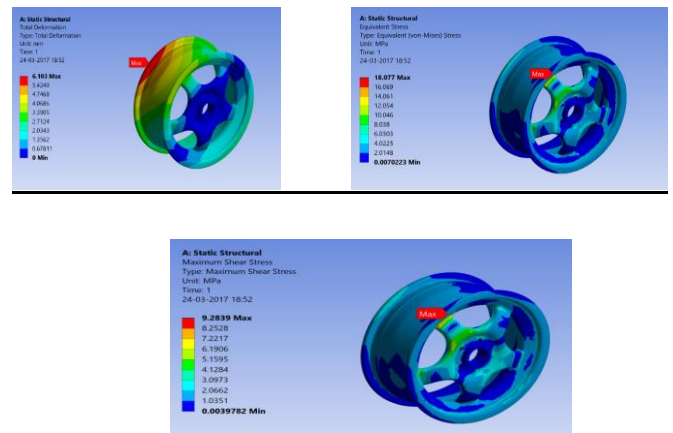 A: Static Structural
Total Deformation
Type: Total Deformation
Unit: mm
Time: 1
24-03-2017 18:52
6.103 Max
5.4249
4.7468
4.0686
3.3905
2.7124
2.0343
1.3562
0.67811
0 Min
Max
A: Static Structural
Equivalent Stress
Type: Equivalent (von-Mises) Stress
Unit: MPa
Time: 1
24-03-2017 18:52
18.077 Max
16.069
14.061
12.054
10.046
8.038
6.0303
4.0225
2.0148
0.0070223 Min
Max
A: Static Structural
Maximum Shear Stress
Type: Maximum Shear Stress
Unit: MPa
Time: 1
24-03-2017 18:52
9.2839 Max
8.2528
7.2217
6.1906
5.1595
4.1284
3.0973
2.0662
1.0351
0.0039782 Min
Max